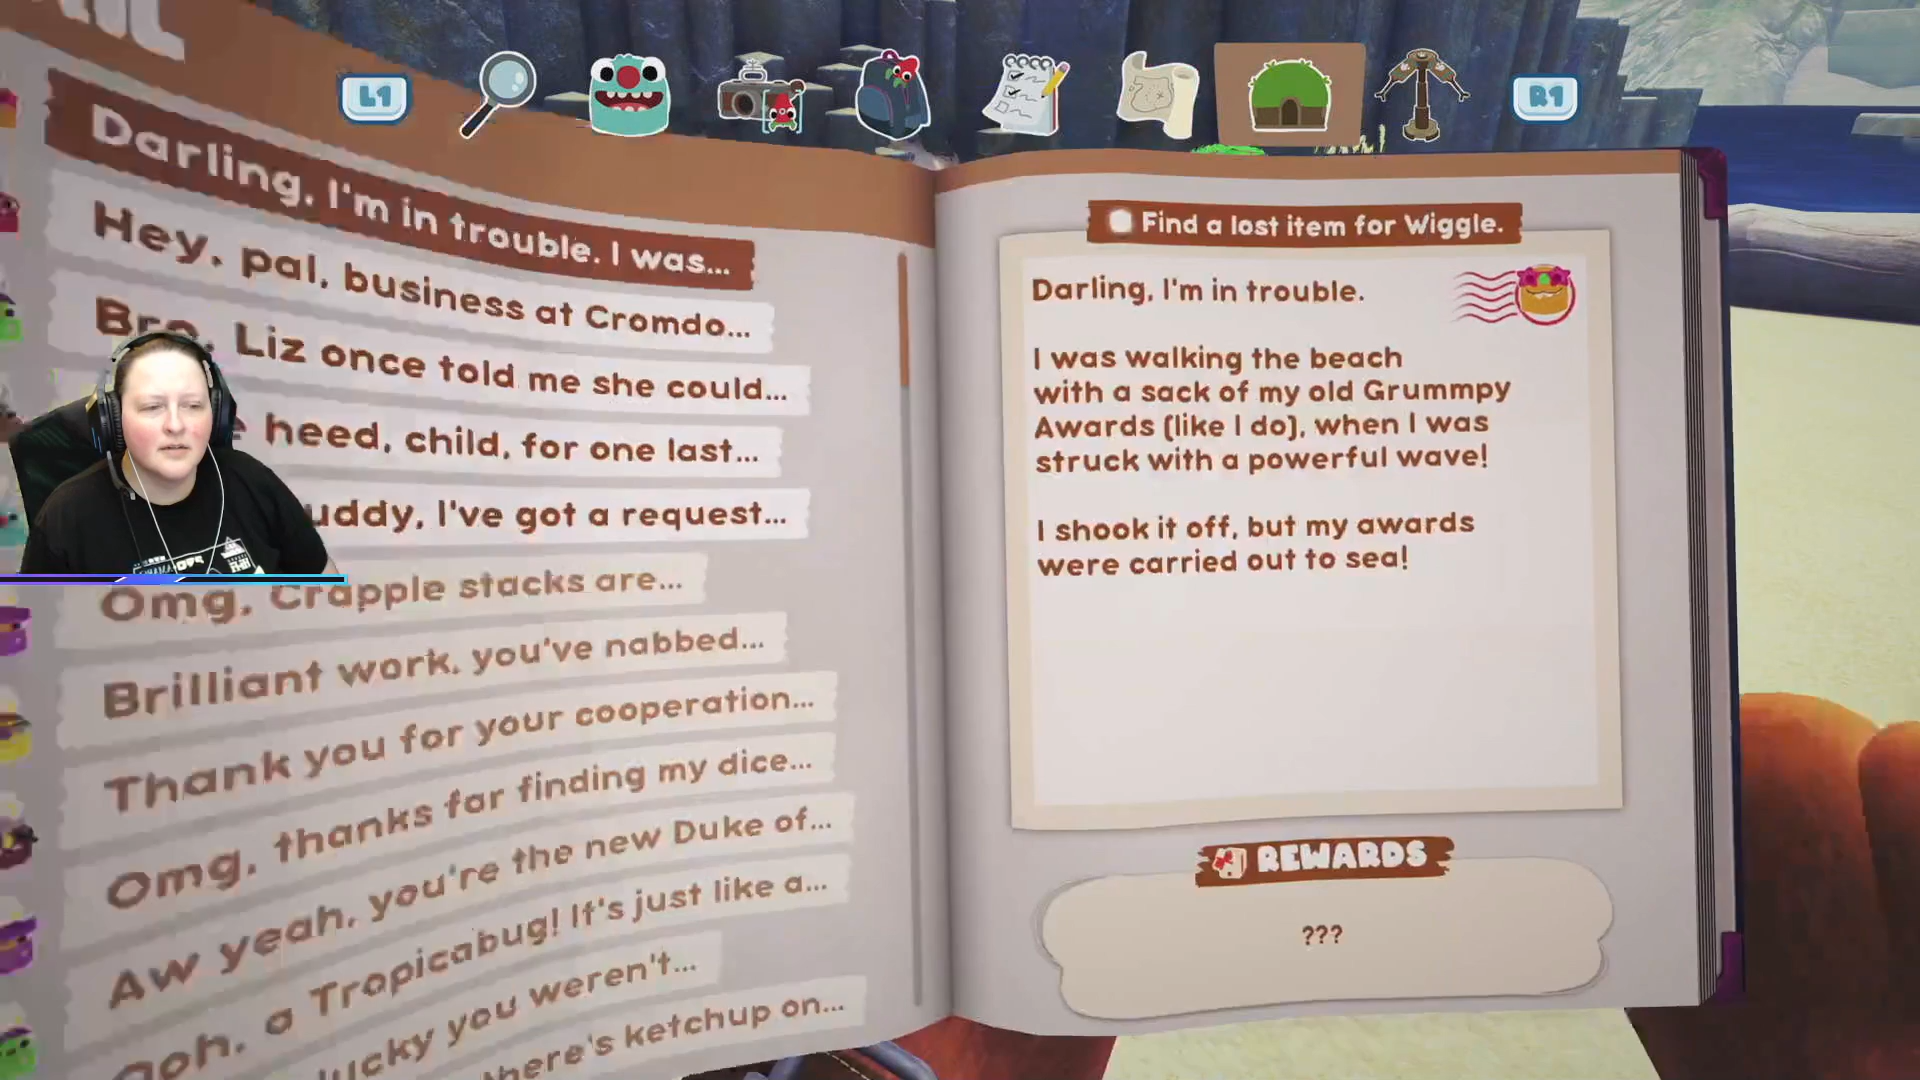 L1
R1
Darling, I'm in trouble. I was...
Hey, pal, business at Cromdo...
Bro, Liz once told me she could...
heed, child, for one last...
I've got a request...
Omg, Crapple stacks are...
Brilliant work, you've nabbed...
Thank you for your cooperation...
Omg, thanks for finding my dice...
Aw yeah, you're the new Duke of...
Ooh, a Tropicabug! It's just like a...
lucky you weren't...
there's ketchup on...
Find a lost item for Wiggle.
Darling, I'm in trouble.
I was walking the beach
with a sack of my old Grummpy
Awards (like I do), when I was
struck with a powerful wave!
I shook it off, but my awards
were carried out to sea!
REWARDS
???